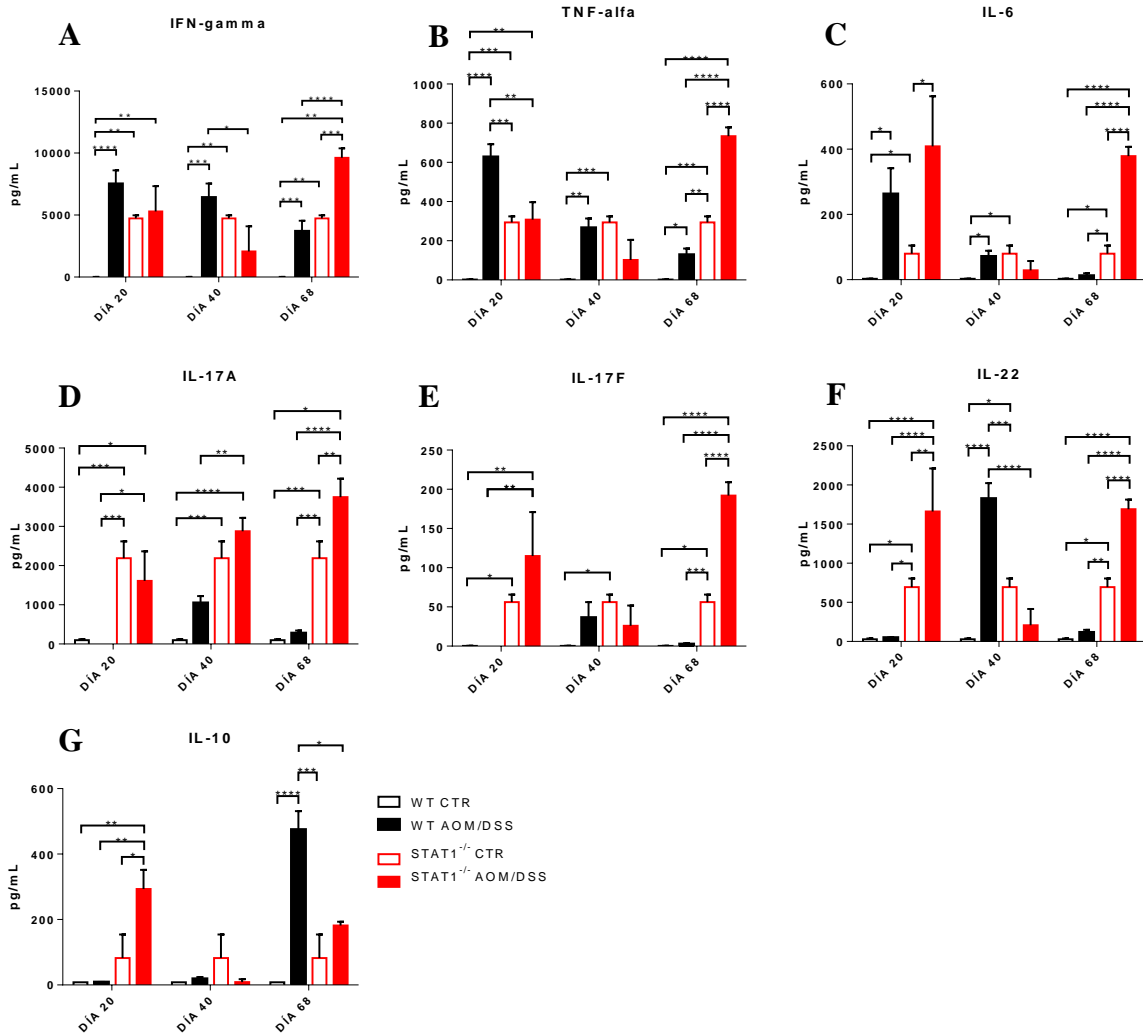 A
IFN-gamma
pg/mL
15000
10000
5000
0
** ** **** ** * *** **** ** *** ** ***
DÍA 20 DÍA 40 DÍA 68
B
TNF-alfa
pg/mL
1000
800
600
400
200
0
** *** **** ** *** *** ** **** **** **** *** ** *
DÍA 20 DÍA 40 DÍA 68
C
IL-6
pg/mL
600
400
200
0
* * * * * **** **** **** * *
DÍA 20 DÍA 40 DÍA 68
D
IL-17A
pg/mL
5000
4000
3000
2000
1000
0
* *** * *** ** **** *** * **** ** *** ***
DÍA 20 DÍA 40 DÍA 68
E
IL-17F
pg/mL
250
200
150
100
50
0
** ** * * **** **** **** * ***
DÍA 20 DÍA 40 DÍA 68
F
IL-22
pg/mL
2500
2000
1500
1000
500
0
**** **** ** * * * *** **** **** **** **** **** * **
DÍA 20 DÍA 40 DÍA 68
G
IL-10
pg/mL
600
400
200
0
** ** * * *** ****
DÍA 20 DÍA 40 DÍA 68
WT CTR
WT AOM/DSS
STAT1-/- CTR
STAT1-/- AOM/DSS